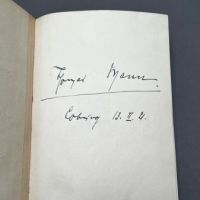 Thomas Mann.
Coburg 13. II. 21.